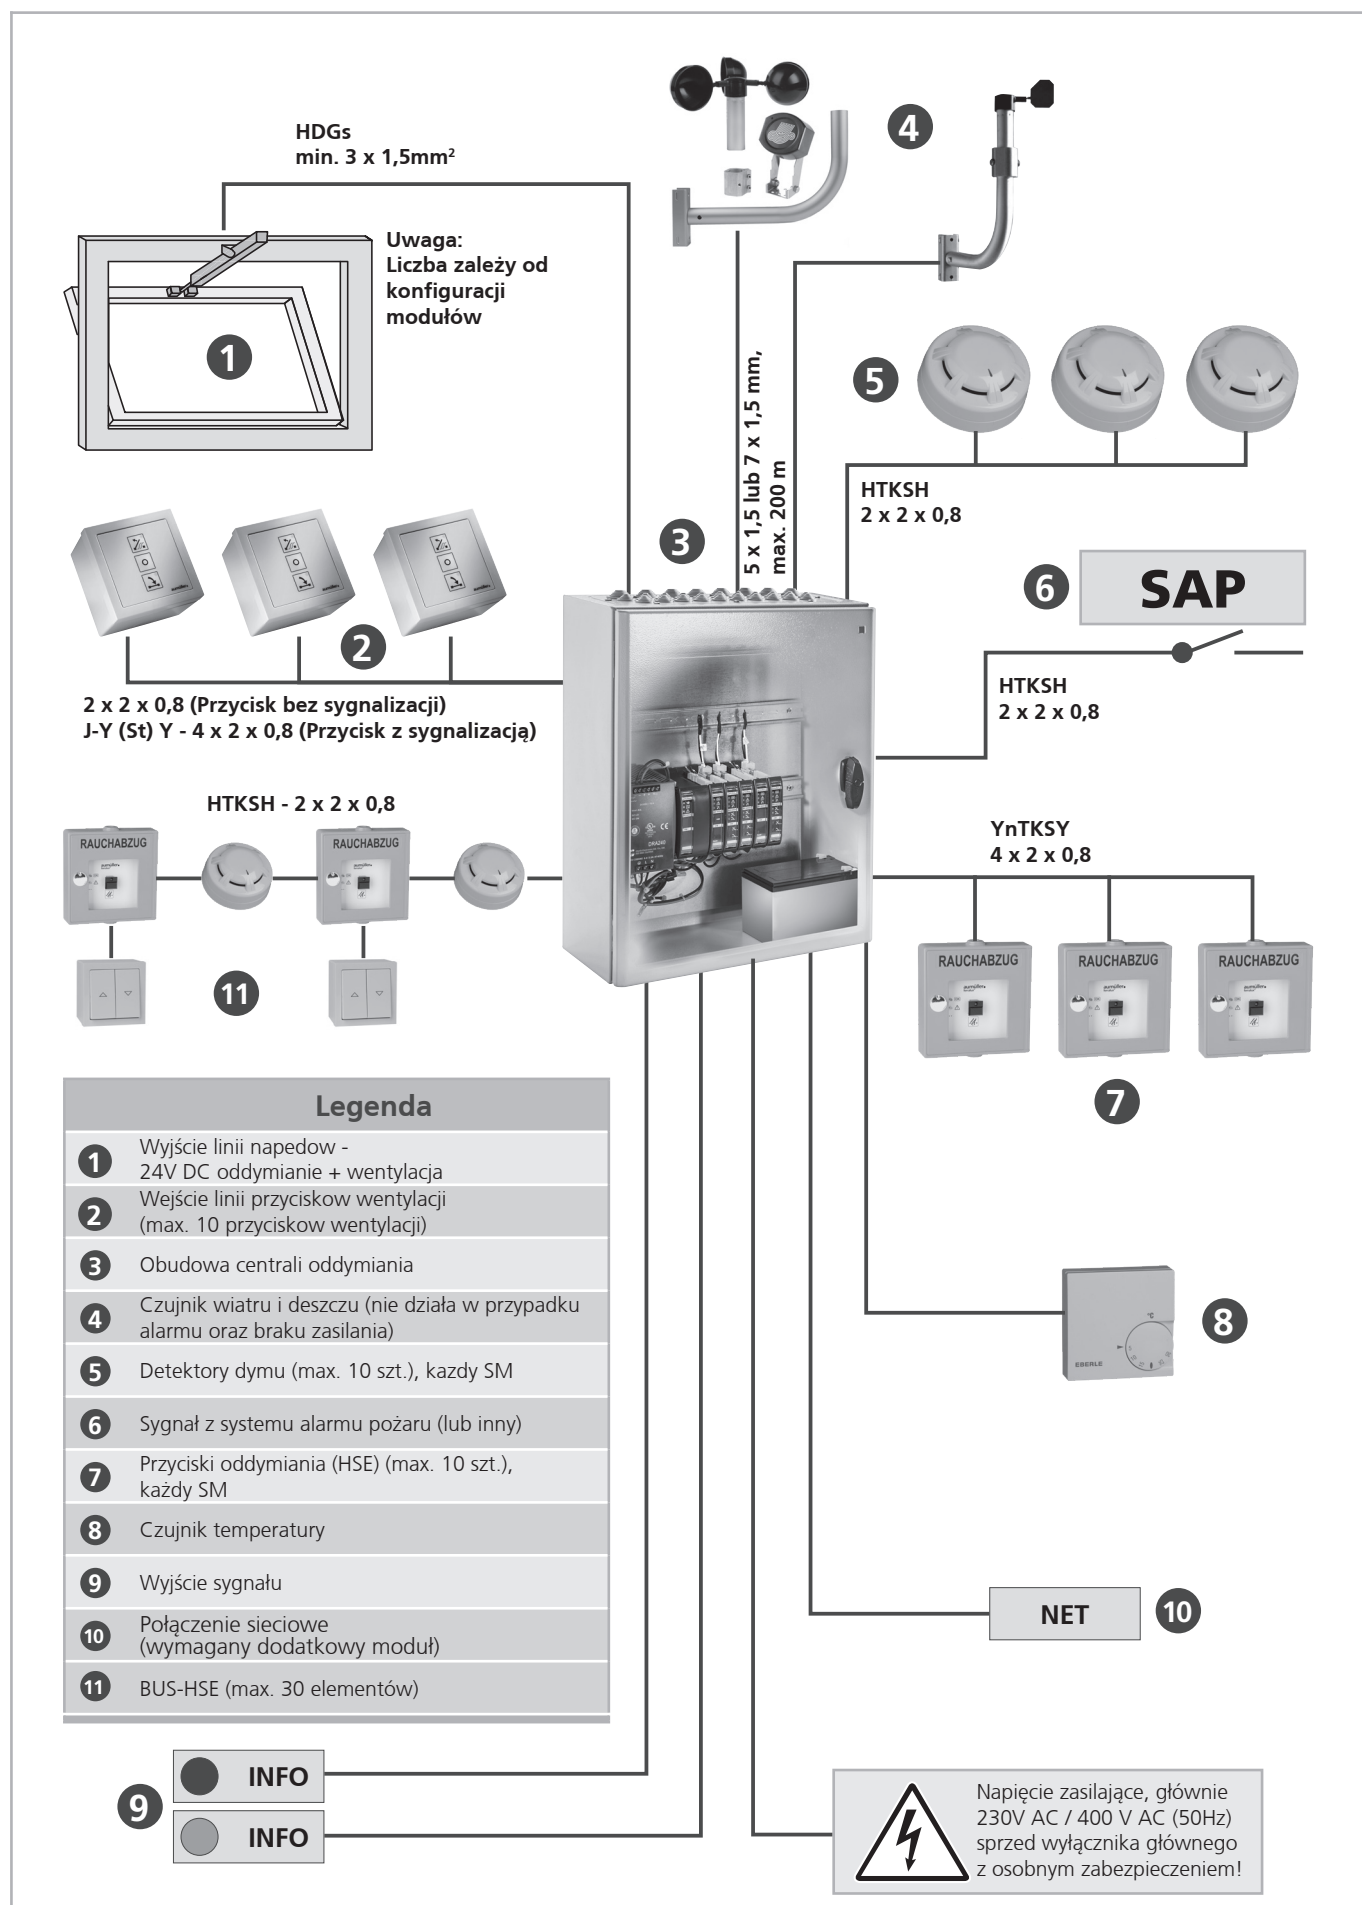 HDGs
min. 3 x 1,5mm²
4
Uwaga:
Liczba zależy od
konfiguracji
modułów
1
5 x 1,5 lub 7 x 1,5 mm,
max. 200 m
5
HTKSH
2 x 2 x 0,8
3
6
SAP
HTKSH
2 x 2 x 0,8
2
2 x 2 x 0,8 (Przycisk bez sygnalizacji)
J-Y (St) Y - 4 x 2 x 0,8 (Przycisk z sygnalizacją)
HTKSH - 2 x 2 x 0,8
RAUCHABZUG
RAUCHABZUG
11
DRA240
YnTKSY
4 x 2 x 0,8
RAUCHABZUG
RAUCHABZUG
RAUCHABZUG
7
Legenda
1 Wyjście linii napedow -
24V DC oddymianie + wentylacja
2 Wejście linii przyciskow wentylacji
(max. 10 przyciskow wentylacji)
3 Obudowa centrali oddymiania
4 Czujnik wiatru i deszczu (nie działa w przypadku
alarmu oraz braku zasilania)
5 Detektory dymu (max. 10 szt.), kazdy SM
6 Sygnał z systemu alarmu pożaru (lub inny)
7 Przyciski oddymiania (HSE) (max. 10 szt.),
każdy SM
8 Czujnik temperatury
9 Wyjście sygnału
10 Połączenie sieciowe
(wymagany dodatkowy moduł)
11 BUS-HSE (max. 30 elementów)
°C
EBERLE
8
NET
10
9
INFO
INFO
Napięcie zasilające, głównie
230V AC / 400 V AC (50Hz)
sprzed wyłącznika głównego
z osobnym zabezpieczeniem!